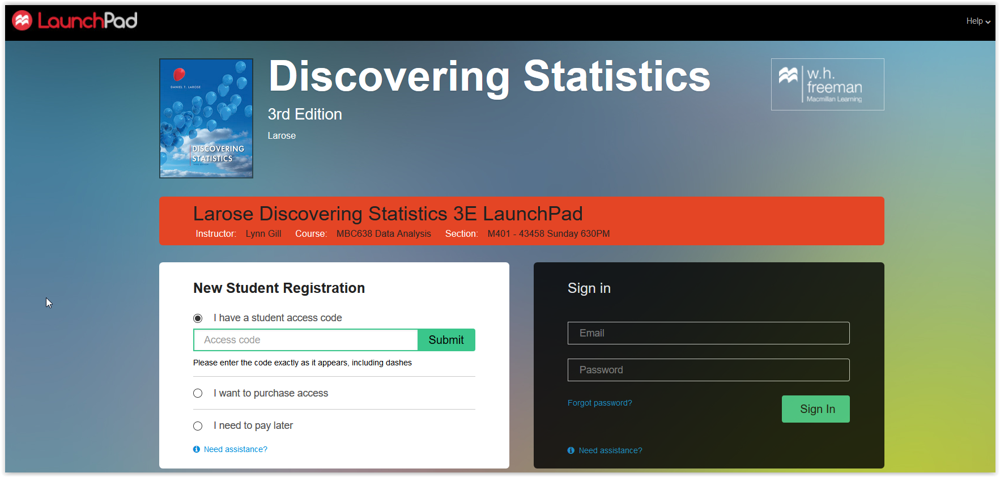 LaunchPad
Help
DANIEL T. LAROSE
DISCOVERING
STATISTICS
THIRD EDITION
Discovering Statistics
3rd Edition
Larose
w.h.
freeman
Macmillan Learning
Larose Discovering Statistics 3E LaunchPad
Instructor: Lynn Gill Course: MBC638 Data Analysis Section: M401 - 43458 Sunday 630PM
New Student Registration
I have a student access code
Access code
Submit
Please enter the code exactly as it appears, including dashes
I want to purchase access
I need to pay later
Need assistance?
Sign in
Email
Password
Forgot password?
Sign In
Need assistance?